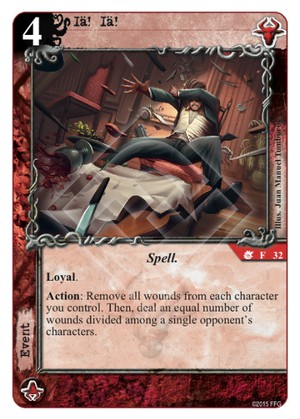 4
Iä! Iä!
Illus. Juan Manuel Tumburús
Spell.
F 32
Loyal.
Action: Remove all wounds from each character
you control. Then, deal an equal number of
wounds divided among a single opponent's
characters.
Event
©2015 FFG